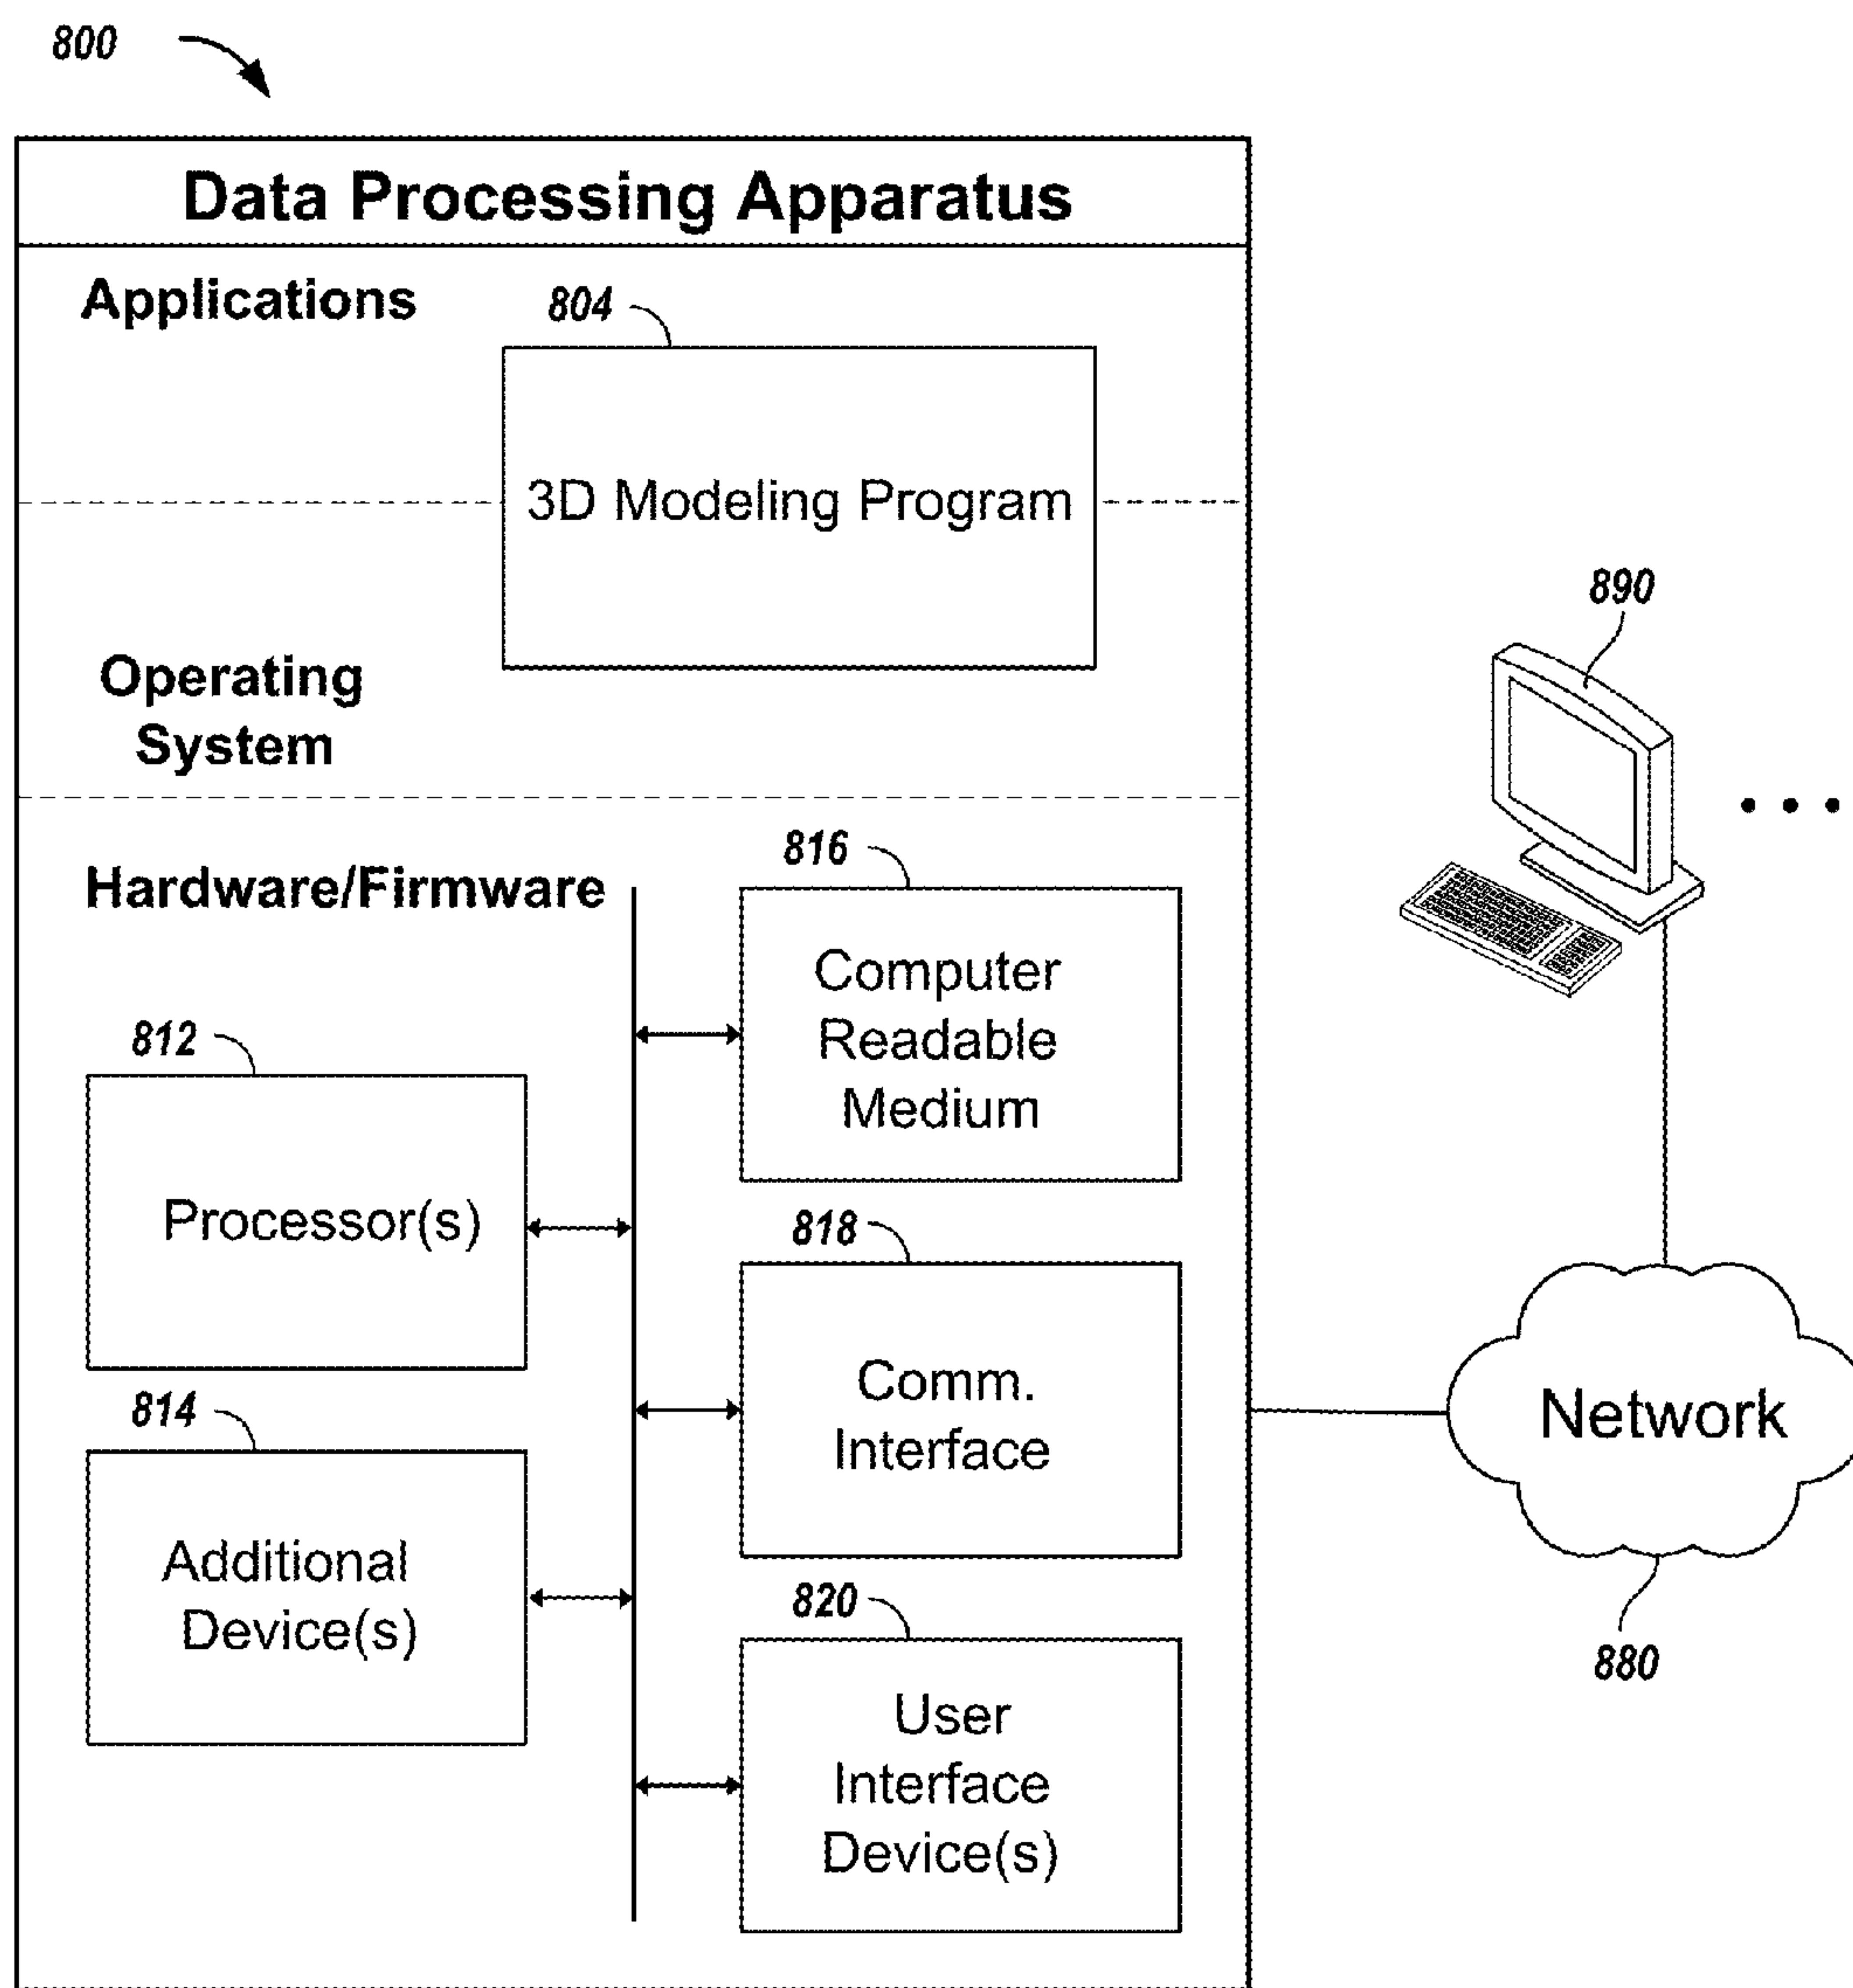 800
Data Processing Apparatus
Applications
804
3D Modeling Program
Operating
System
890
Hardware/Firmware
816
Computer
Readable
Medium
812
Processor(s)
818
Comm.
Interface
814
Additional
Device(s)
820
User
Interface
Device(s)
Network
880